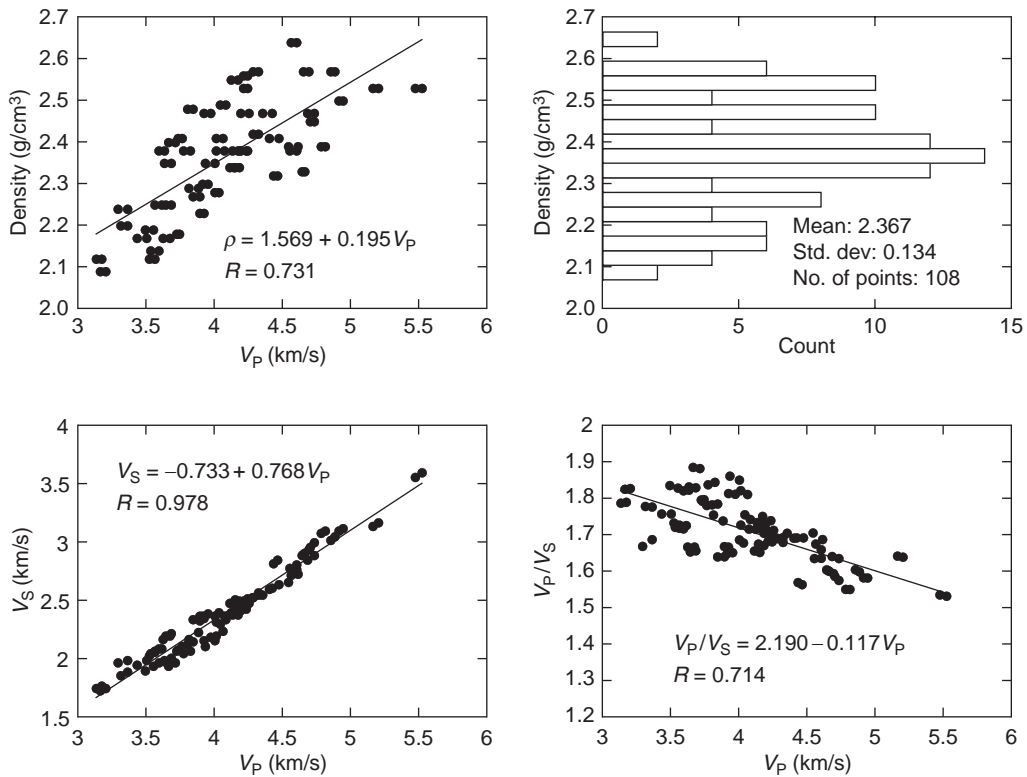 2.7
2.6
2.5
2.4
2.3
2.2
2.1
2.0
Density (g/cm³)
ρ = 1.569 + 0.195V_P
R = 0.731
3 3.5 4 4.5 5 5.5 6
V_P (km/s)
2.7
2.6
2.5
2.4
2.3
2.2
2.1
2.0
Density (g/cm³)
Mean: 2.367
Std. dev: 0.134
No. of points: 108
0 5 10 15
Count
4
3.5
3
2.5
2
1.5
V_S (km/s)
V_S = −0.733 + 0.768V_P
R = 0.978
3 3.5 4 4.5 5 5.5 6
V_P (km/s)
2
1.9
1.8
1.7
1.6
1.5
1.4
1.3
1.2
V_P/V_S
V_P/V_S = 2.190 − 0.117V_P
R = 0.714
3 3.5 4 4.5 5 5.5 6
V_P (km/s)